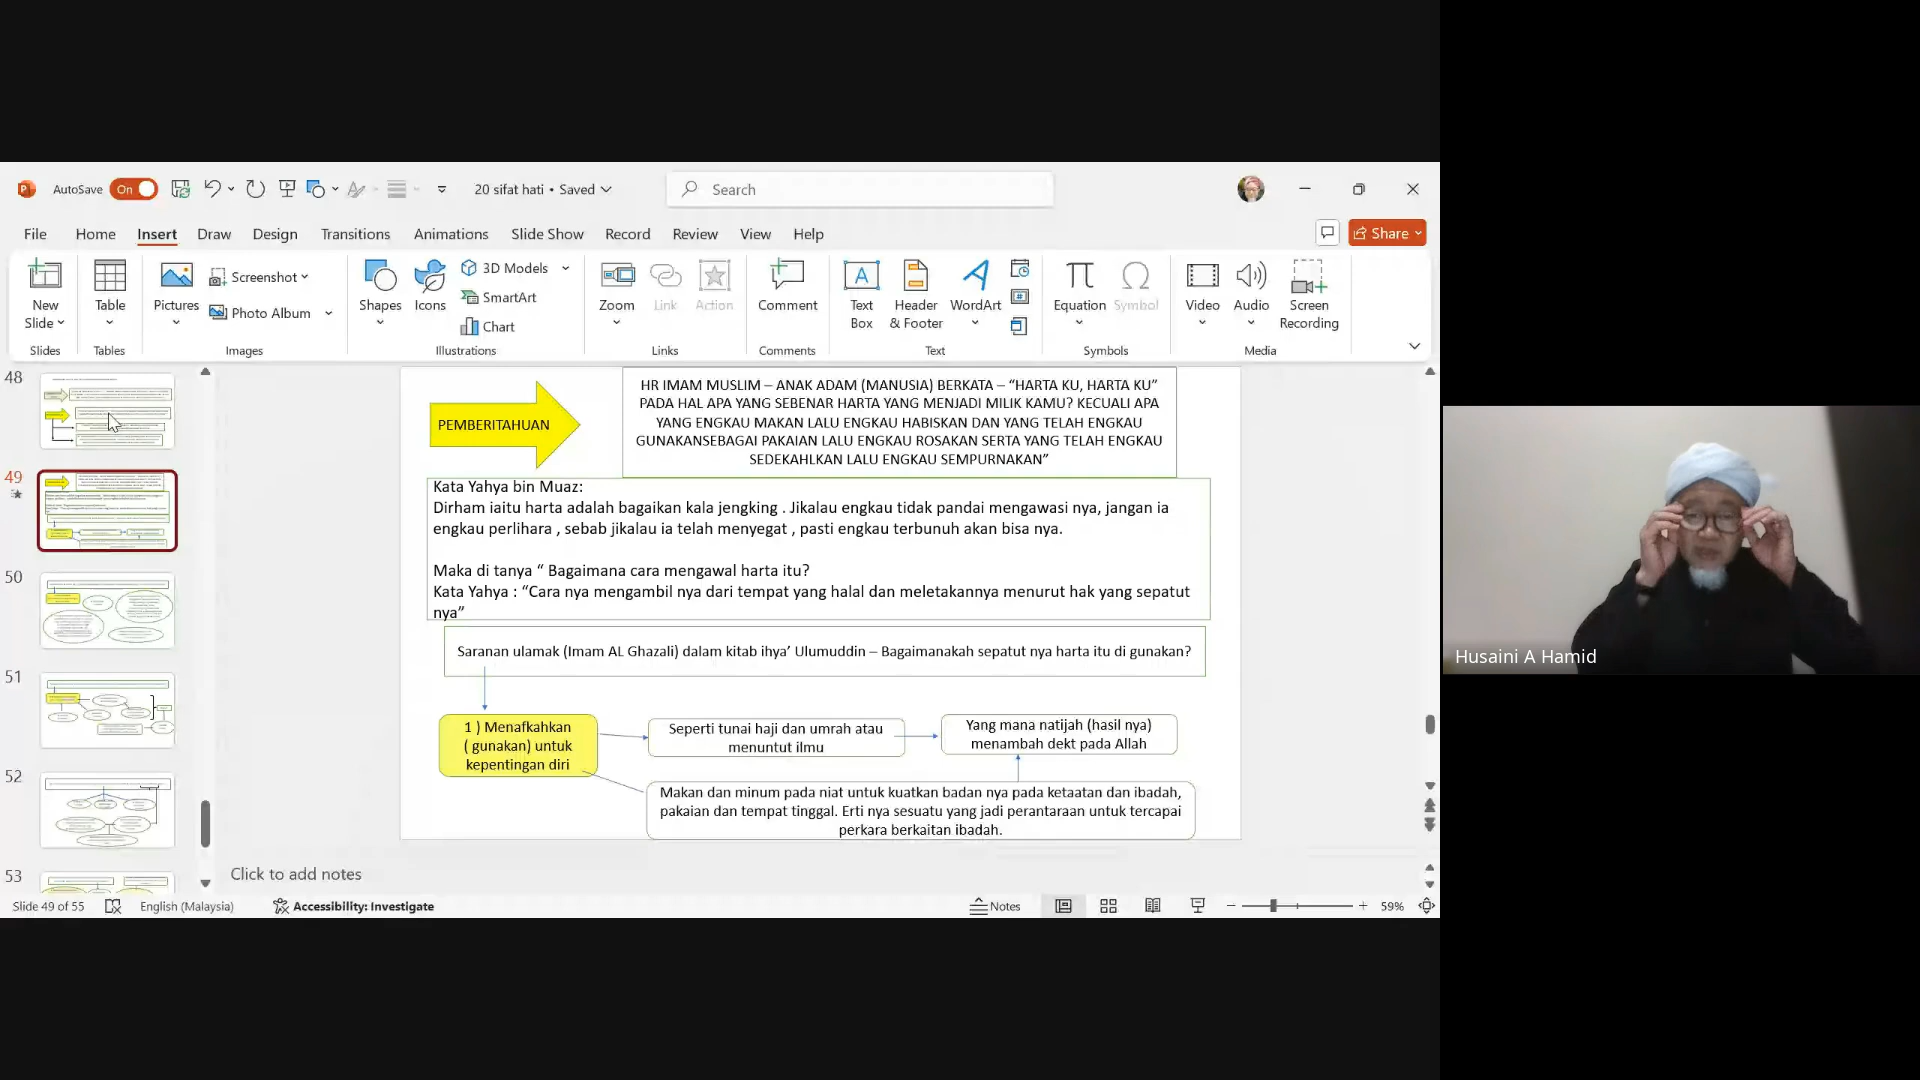 AutoSave On 20 sifat hati • Saved Search
File Home Insert Draw Design Transitions Animations Slide Show Record Review View Help Share
New Slide
Table
Pictures
Screenshot
Photo Album
Shapes
Icons
3D Models
SmartArt
Chart
Zoom
Link
Action
Comment
Text Box
Header & Footer
WordArt
Equation
Symbol
Video
Audio
Screen Recording
Slides Tables Images Illustrations Links Comments Text Symbols Media
48
49
50
51
52
53
PEMBERITAHUAN
HR IMAM MUSLIM – ANAK ADAM (MANUSIA) BERKATA – “HARTA KU, HARTA KU”
PADA HAL APA YANG SEBENAR HARTA YANG MENJADI MILIK KAMU? KECUALI APA
YANG ENGKAU MAKAN LALU ENGKAU HABISKAN DAN YANG TELAH ENGKAU
GUNAKANSEBAGAI PAKAIAN LALU ENGKAU ROSAKAN SERTA YANG TELAH ENGKAU
SEDEKAHLKAN LALU ENGKAU SEMPURNAKAN”
Kata Yahya bin Muaz:
Dirham iaitu harta adalah bagaikan kala jengking . Jikalau engkau tidak pandai mengawasi nya, jangan ia
engkau perlihara , sebab jikalau ia telah menyegat , pasti engkau terbunuh akan bisa nya.
Maka di tanya “ Bagaimana cara mengawal harta itu?
Kata Yahya : “Cara nya mengambil nya dari tempat yang halal dan meletakannya menurut hak yang sepatut
nya”
Saranan ulamak (Imam AL Ghazali) dalam kitab ihya’ Ulumuddin – Bagaimanakah sepatut nya harta itu di gunakan?
1 ) Menafkahkan
( gunakan) untuk
kepentingan diri
Seperti tunai haji dan umrah atau
menuntut ilmu
Yang mana natijah (hasil nya)
menambah dekt pada Allah
Makan dan minum pada niat untuk kuatkan badan nya pada ketaatan dan ibadah,
pakaian dan tempat tinggal. Erti nya sesuatu yang jadi perantaraan untuk tercapai
perkara berkaitan ibadah.
Click to add notes
Slide 49 of 55 English (Malaysia) Accessibility: Investigate Notes 59%
Husaini A Hamid